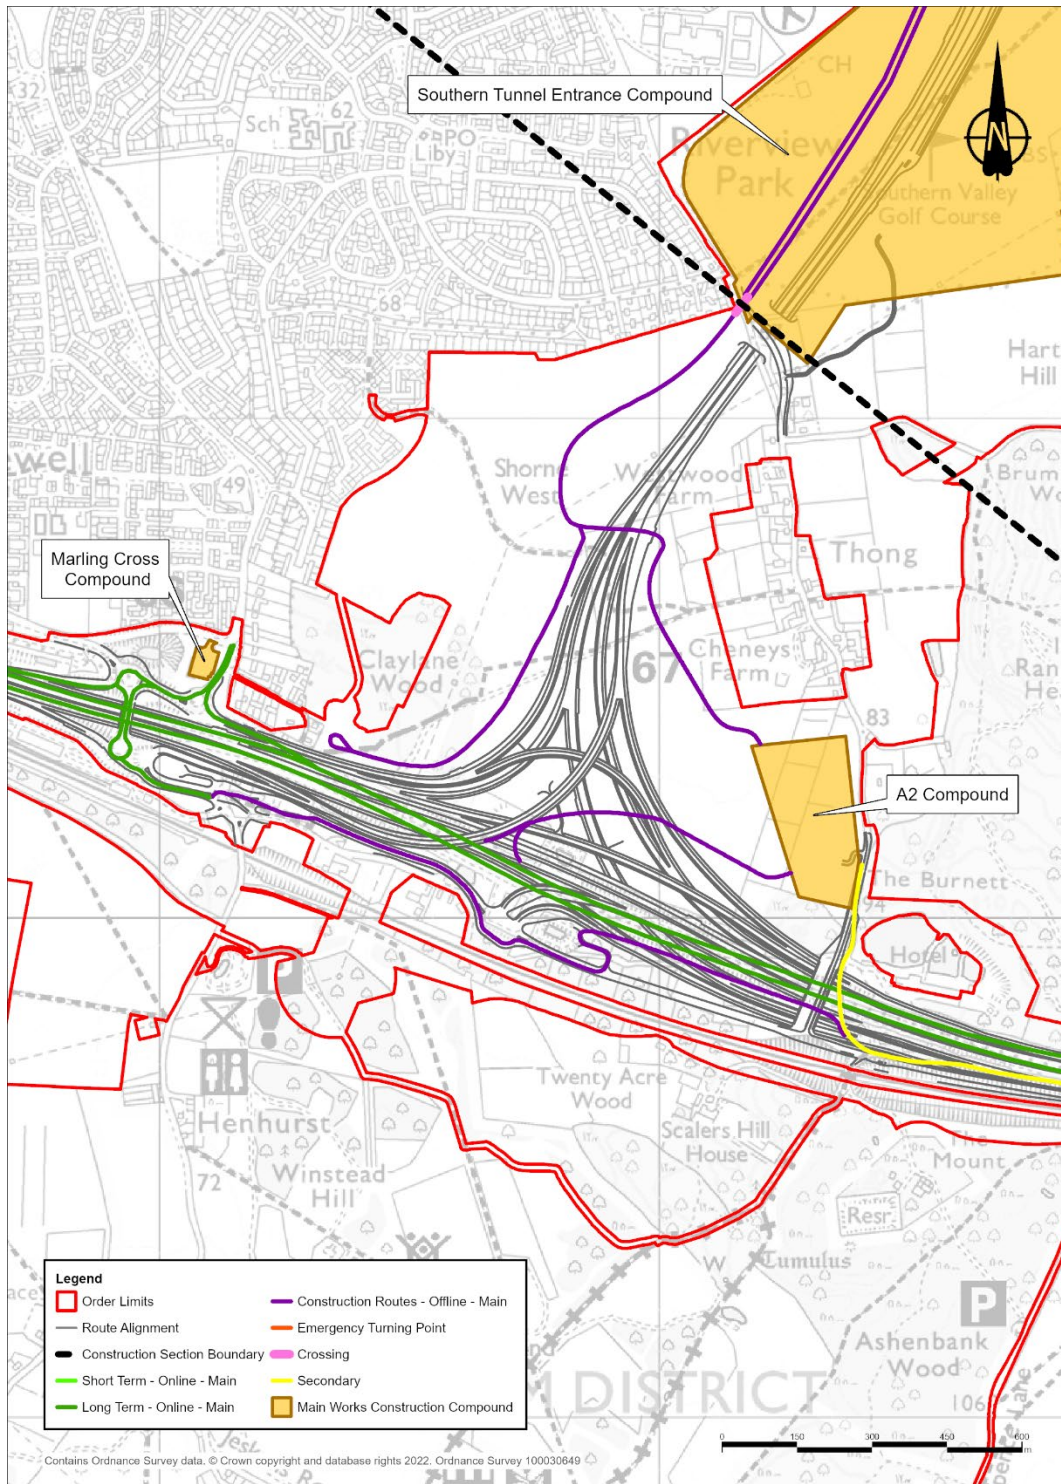 32
Sch
62
PO
Liby
CH
Southern Tunnel Entrance Compound
Riverview
Park
N
Southern Valley
Golf Course
68
Hart
Hill
Shorne
West
Westwood
Farm
49
Thong
Marling Cross
Compound
Claylane
Wood
67
Cheneys
Farm
83
A2 Compound
The Burnett
94
Hotel
P
Twenty Acre
Wood
Henhurst
Scalers Hill
House
The
Mount
Winstead
Hill
72
Resr
Tumulus
W
P
Ashenbank
Wood
106
DISTRICT
Lane
Legend
Order Limits
Route Alignment
Construction Section Boundary
Short Term - Online - Main
Long Term - Online - Main
Construction Routes - Offline - Main
Emergency Turning Point
Crossing
Secondary
Main Works Construction Compound
0 150 300 450 600
m
Contains Ordnance Survey data. © Crown copyright and database rights 2022. Ordnance Survey 100030649